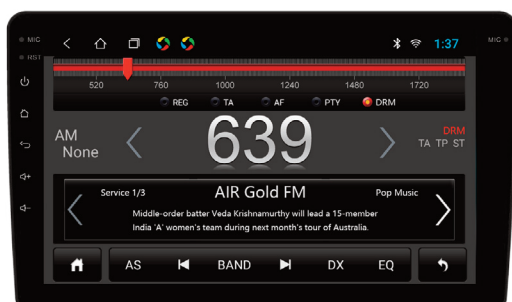 MIC
1:37
MIC
RST
520 760 1000 1240 1480 1720
REG TA AF PTY DRM
AM
None
639
DRM
TA TP ST
Service 1/3 AIR Gold FM Pop Music
Middle-order batter Veda Krishnamurthy will lead a 15-member
India 'A' women's team during next month's tour of Australia.
AS BAND DX EQ